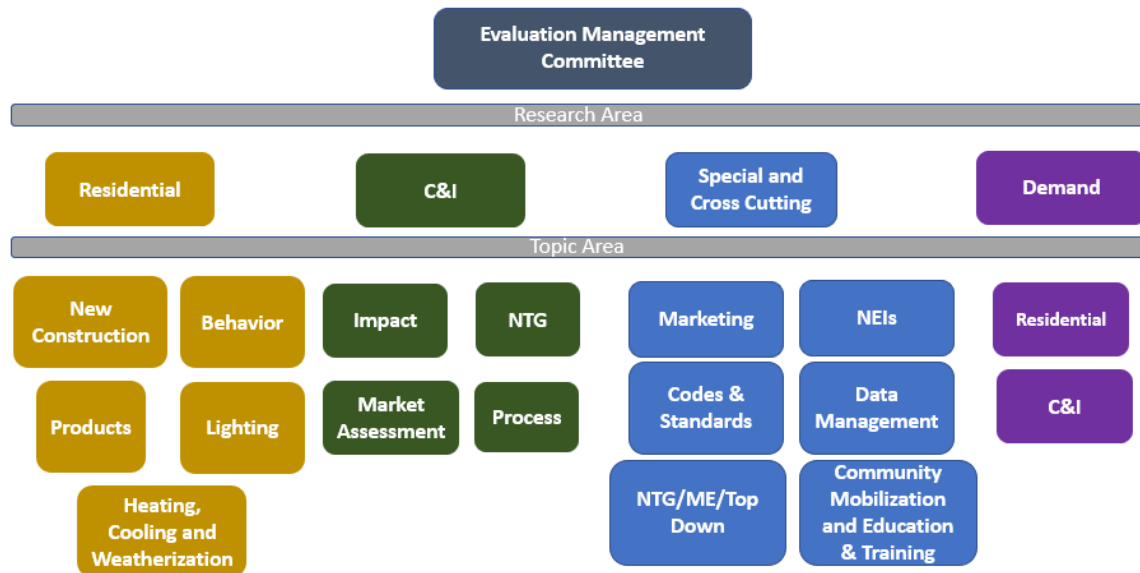 Evaluation Management
Committee
Research Area
Residential
C&I
Special and
Cross Cutting
Demand
Topic Area
New
Construction
Behavior
Impact
NTG
Marketing
NEIs
Residential
Products
Lighting
Market
Assessment
Process
Codes &
Standards
Data
Management
C&I
Heating,
Cooling and
Weatherization
NTG/ME/Top
Down
Community
Mobilization
and Education
& Training